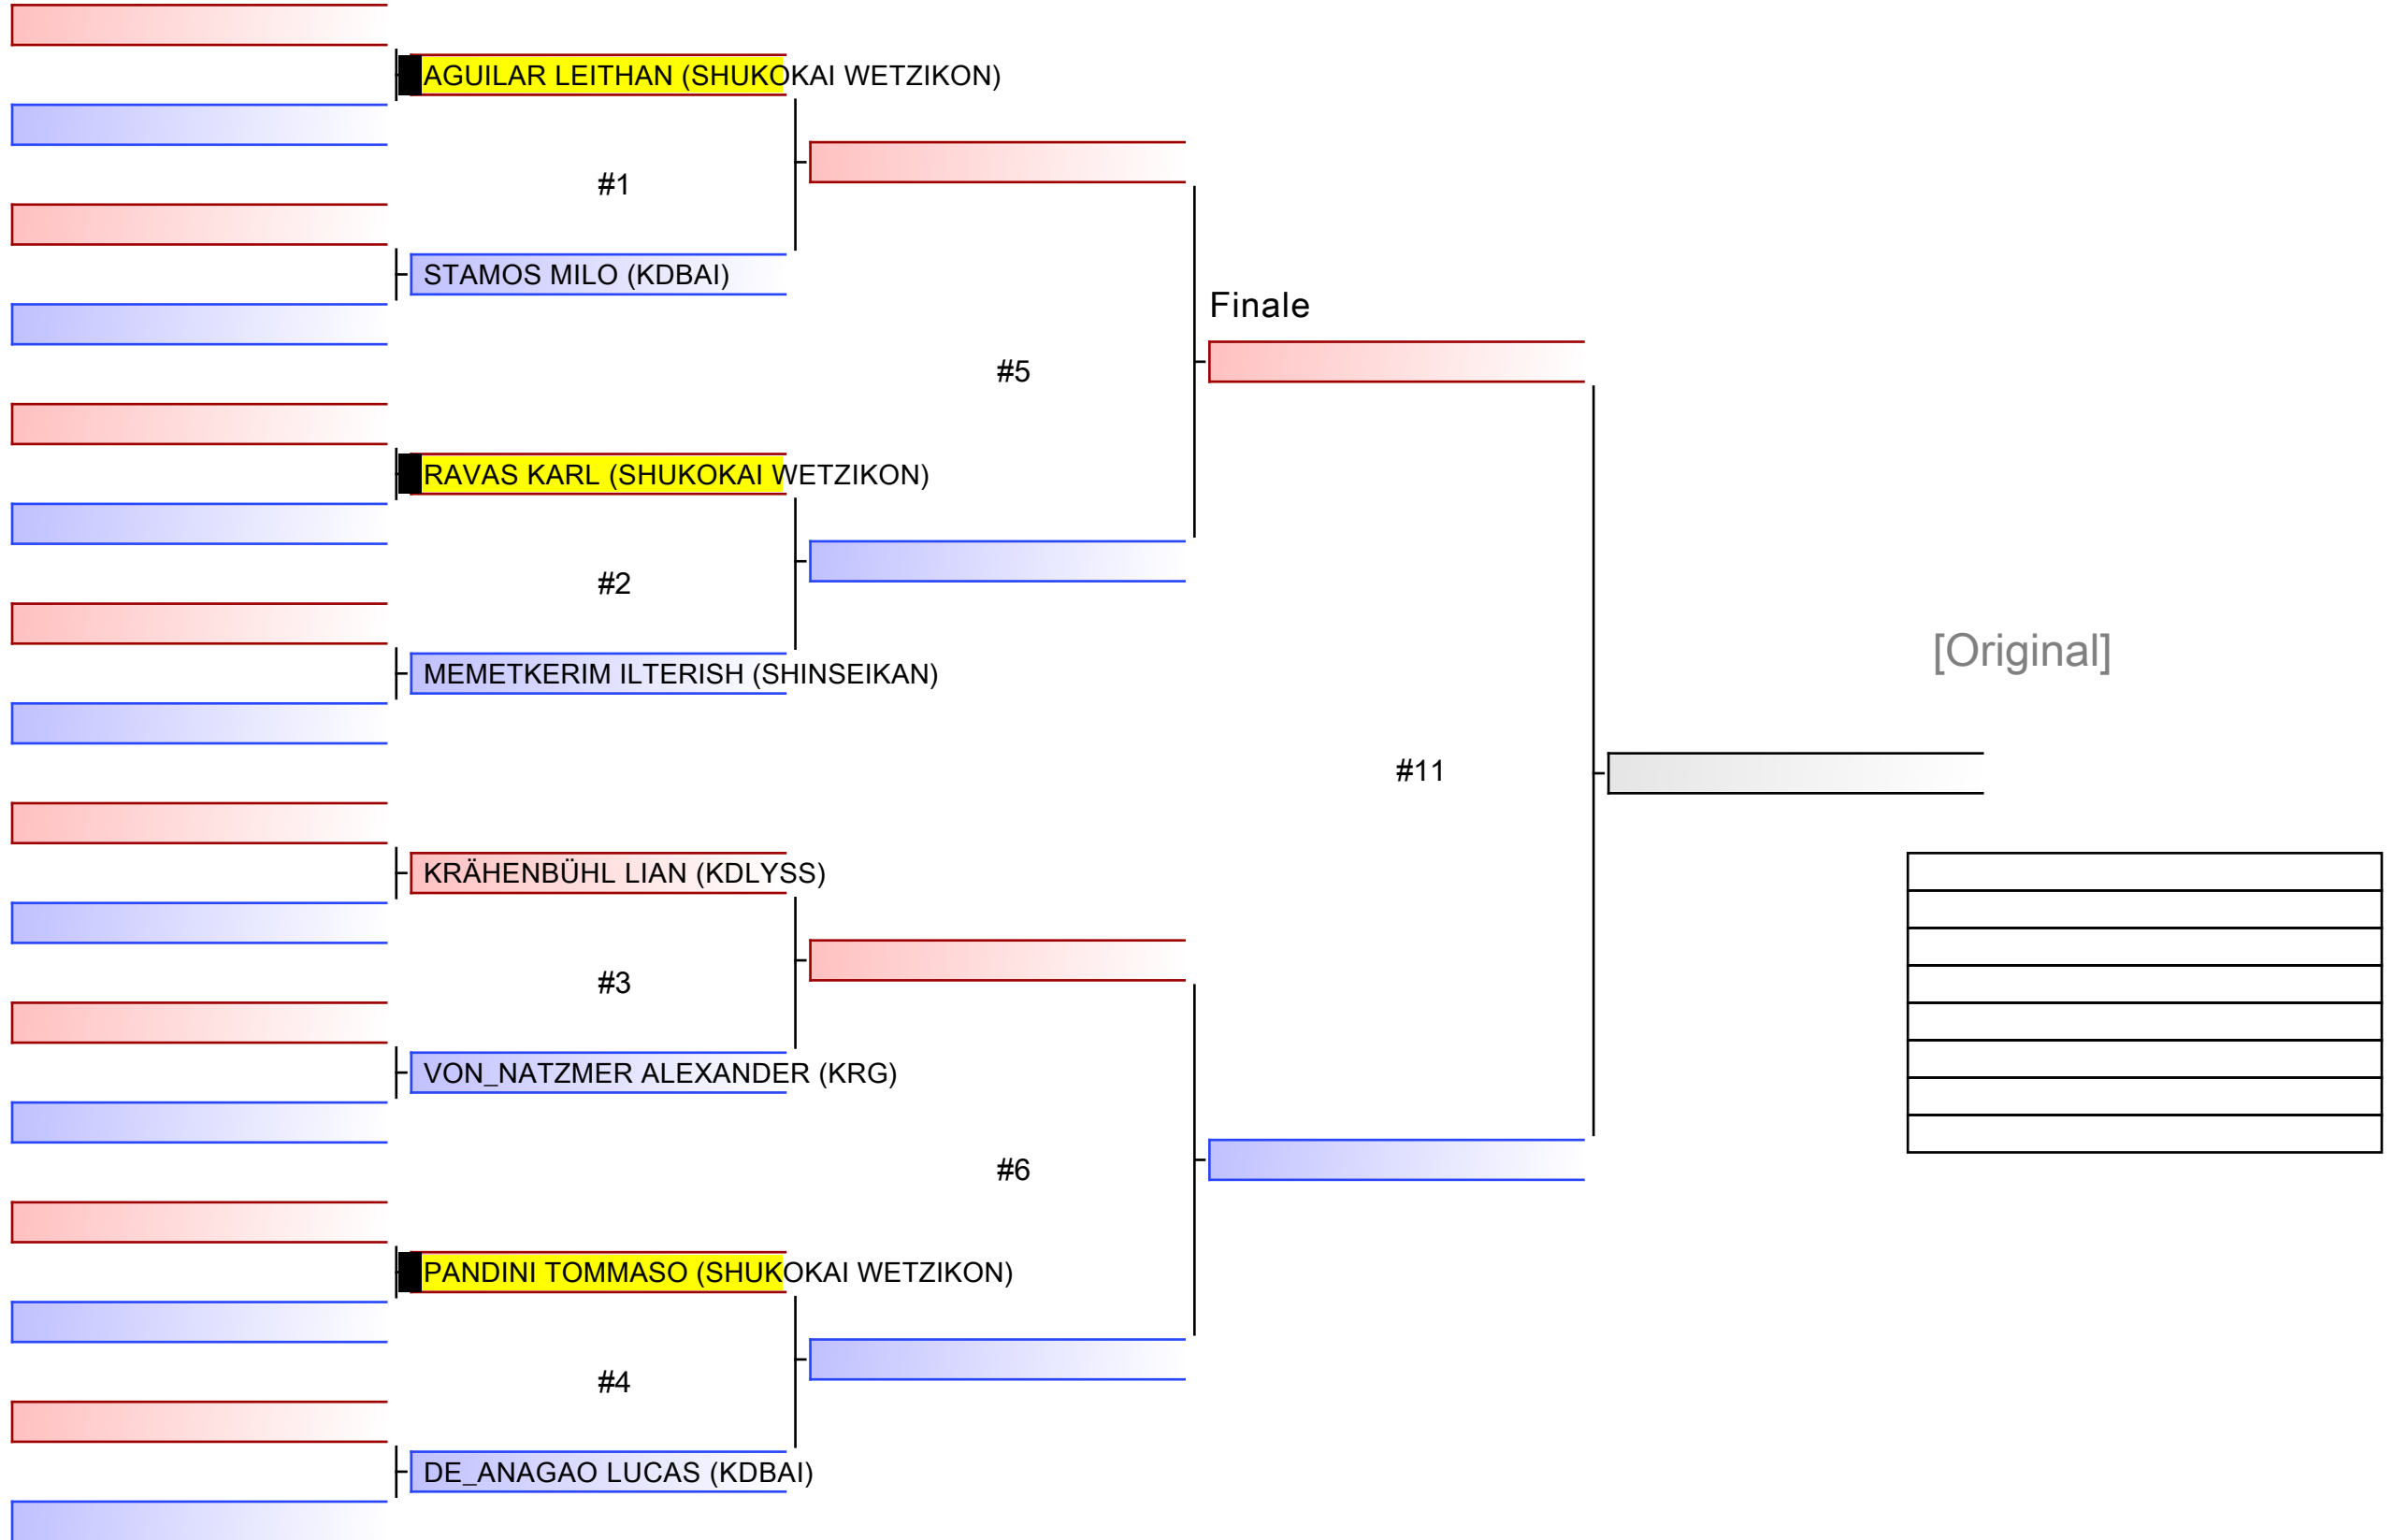 AGUILAR LEITHAN (SHUKOKAI WETZIKON)
#1
STAMOS MILO (KDBAI)
Finale
#5
RAVAS KARL (SHUKOKAI WETZIKON)
#2
MEMETKERIM ILTERISH (SHINSEIKAN)
[Original]
#11
KRÄHENBÜHL LIAN (KDLYSS)
#3
VON_NATZMER ALEXANDER (KRG)
#6
PANDINI TOMMASO (SHUKOKAI WETZIKON)
#4
DE_ANAGAO LUCAS (KDBAI)